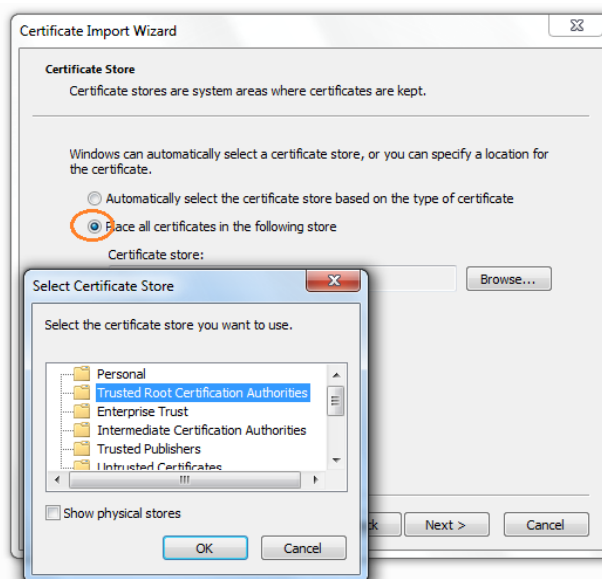 Certificate Import Wizard
Certificate Store
Certificate stores are system areas where certificates are kept.
Windows can automatically select a certificate store, or you can specify a location for
the certificate.
Automatically select the certificate store based on the type of certificate
Place all certificates in the following store
Certificate store:
Browse...
Select Certificate Store
Select the certificate store you want to use.
Personal
Trusted Root Certification Authorities
Enterprise Trust
Intermediate Certification Authorities
Trusted Publishers
Untrusted Certificates
Show physical stores
OK
Cancel
Next >
Cancel